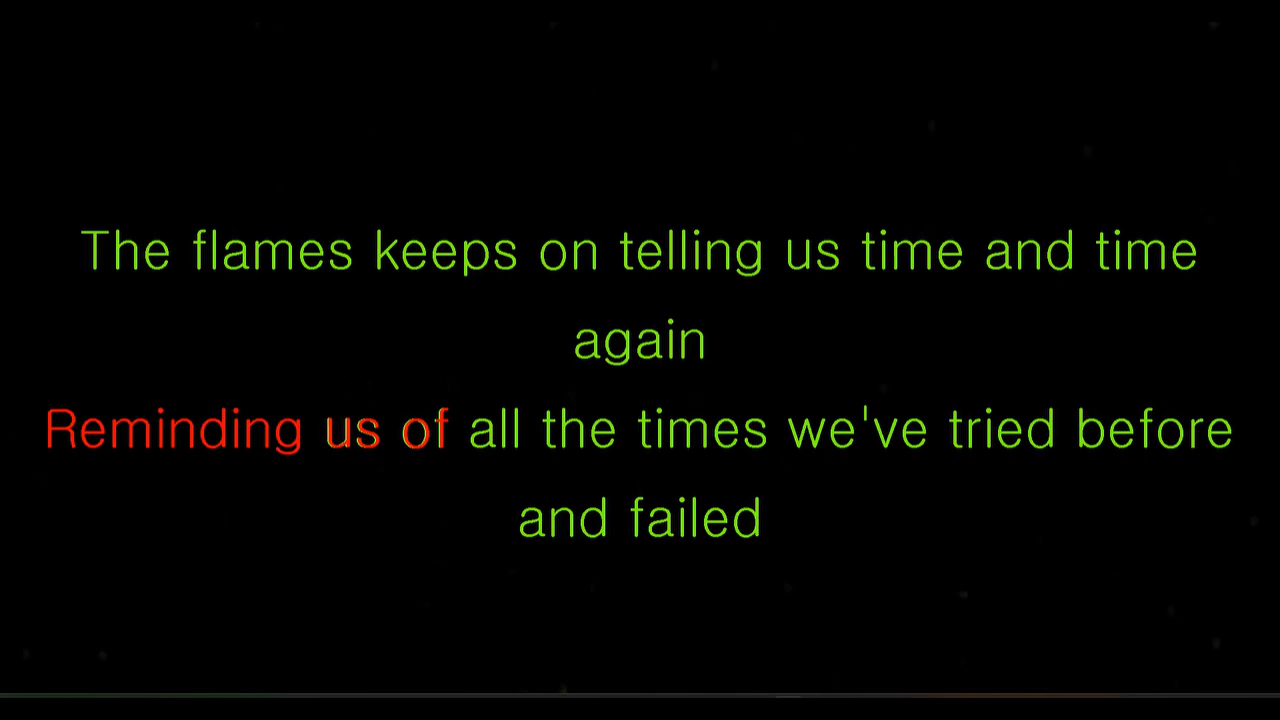 The flames keeps on telling us time and time
again
Reminding us of all the times we've tried before
and failed